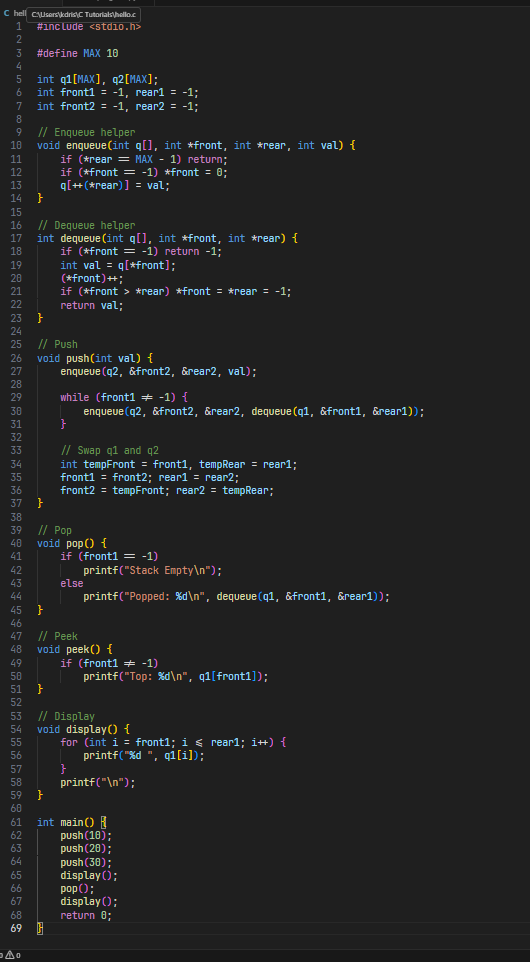 C hell
C:\Users\kdris\C Tutorials\hello.c
1 #include <stdio.h>
2
3 #define MAX 10
4
5 int q1[MAX], q2[MAX];
6 int front1 = -1, rear1 = -1;
7 int front2 = -1, rear2 = -1;
8
9 // Enqueue helper
10 void enqueue(int q[], int *front, int *rear, int val) {
11     if (*rear == MAX - 1) return;
12     if (*front == -1) *front = 0;
13     q[++(*rear)] = val;
14 }
15
16 // Dequeue helper
17 int dequeue(int q[], int *front, int *rear) {
18     if (*front == -1) return -1;
19     int val = q[*front];
20     (*front)++;
21     if (*front > *rear) *front = *rear = -1;
22     return val;
23 }
24
25 // Push
26 void push(int val) {
27     enqueue(q2, &front2, &rear2, val);
28
29     while (front1 != -1) {
30         enqueue(q2, &front2, &rear2, dequeue(q1, &front1, &rear1));
31     }
32
33     // Swap q1 and q2
34     int tempFront = front1, tempRear = rear1;
35     front1 = front2; rear1 = rear2;
36     front2 = tempFront; rear2 = tempRear;
37 }
38
39 // Pop
40 void pop() {
41     if (front1 == -1)
42         printf("Stack Empty\n");
43     else
44         printf("Popped: %d\n", dequeue(q1, &front1, &rear1));
45 }
46
47 // Peek
48 void peek() {
49     if (front1 != -1)
50         printf("Top: %d\n", q1[front1]);
51 }
52
53 // Display
54 void display() {
55     for (int i = front1; i <= rear1; i++) {
56         printf("%d ", q1[i]);
57     }
58     printf("\n");
59 }
60
61 int main() {
62     push(10);
63     push(20);
64     push(30);
65     display();
66     pop();
67     display();
68     return 0;
69 }
0